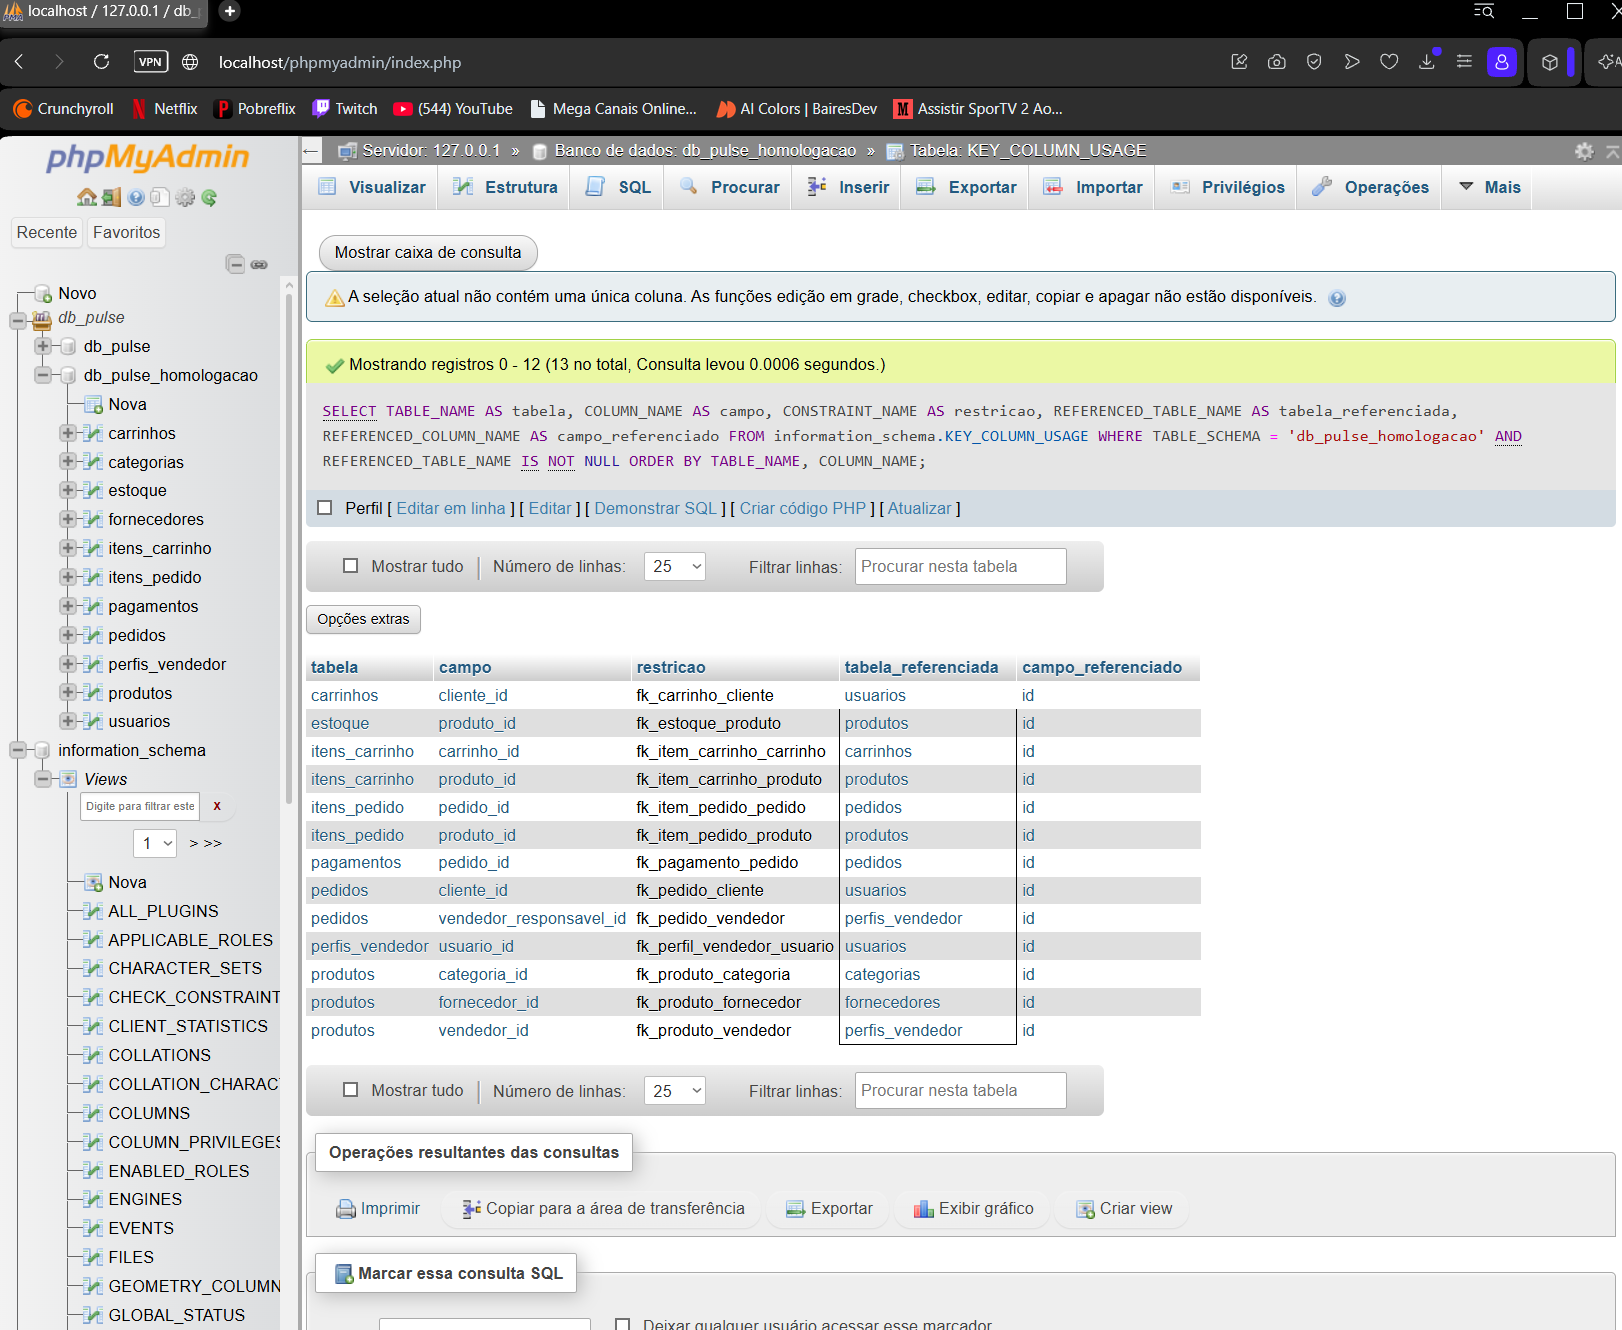 localhost / 127.0.0.1 / db_
VPN
localhost/phpmyadmin/index.php
Crunchyroll
Netflix
Pobreflix
Twitch
(544) YouTube
Mega Canais Online...
AI Colors | BairesDev
Assistir SporTV 2 Ao...
phpMyAdmin
Recente
Favoritos
Novo
db_pulse
db_pulse
db_pulse_homologacao
Nova
carrinhos
categorias
estoque
fornecedores
itens_carrinho
itens_pedido
pagamentos
pedidos
perfis_vendedor
produtos
usuarios
information_schema
Views
Digite para filtrar este
X
1 > >>
Nova
ALL_PLUGINS
APPLICABLE_ROLES
CHARACTER_SETS
CHECK_CONSTRAINT
CLIENT_STATISTICS
COLLATIONS
COLLATION_CHARAC
COLUMNS
COLUMN_PRIVILEGES
ENABLED_ROLES
ENGINES
EVENTS
FILES
GEOMETRY_COLUMN
GLOBAL_STATUS
Servidor: 127.0.0.1 » Banco de dados: db_pulse_homologacao » Tabela: KEY_COLUMN_USAGE
Visualizar Estrutura SQL Procurar Inserir Exportar Importar Privilégios Operações Mais
Mostrar caixa de consulta
A seleção atual não contém uma única coluna. As funções edição em grade, checkbox, editar, copiar e apagar não estão disponíveis.
Mostrando registros 0 - 12 (13 no total, Consulta levou 0.0006 segundos.)
SELECT TABLE_NAME AS tabela, COLUMN_NAME AS campo, CONSTRAINT_NAME AS restricao, REFERENCED_TABLE_NAME AS tabela_referenciada,
REFERENCED_COLUMN_NAME AS campo_referenciado FROM information_schema.KEY_COLUMN_USAGE WHERE TABLE_SCHEMA = 'db_pulse_homologacao' AND
REFERENCED_TABLE_NAME IS NOT NULL ORDER BY TABLE_NAME, COLUMN_NAME;
Perfil [ Editar em linha ] [ Editar ] [ Demonstrar SQL ] [ Criar código PHP ] [ Atualizar ]
Mostrar tudo | Número de linhas: 25 Filtrar linhas: Procurar nesta tabela
Opções extras
tabela campo restricao tabela_referenciada campo_referenciado
carrinhos cliente_id fk_carrinho_cliente usuarios id
estoque produto_id fk_estoque_produto produtos id
itens_carrinho carrinho_id fk_item_carrinho_carrinho carrinhos id
itens_carrinho produto_id fk_item_carrinho_produto produtos id
itens_pedido pedido_id fk_item_pedido_pedido pedidos id
itens_pedido produto_id fk_item_pedido_produto produtos id
pagamentos pedido_id fk_pagamento_pedido pedidos id
pedidos cliente_id fk_pedido_cliente usuarios id
pedidos vendedor_responsavel_id fk_pedido_vendedor perfis_vendedor id
perfis_vendedor usuario_id fk_perfil_vendedor_usuario usuarios id
produtos categoria_id fk_produto_categoria categorias id
produtos fornecedor_id fk_produto_fornecedor fornecedores id
produtos vendedor_id fk_produto_vendedor perfis_vendedor id
Mostrar tudo | Número de linhas: 25 Filtrar linhas: Procurar nesta tabela
Operações resultantes das consultas
Imprimir Copiar para a área de transferência Exportar Exibir gráfico Criar view
Marcar essa consulta SQL
Deixar qualquer usuário acessar esse marcador